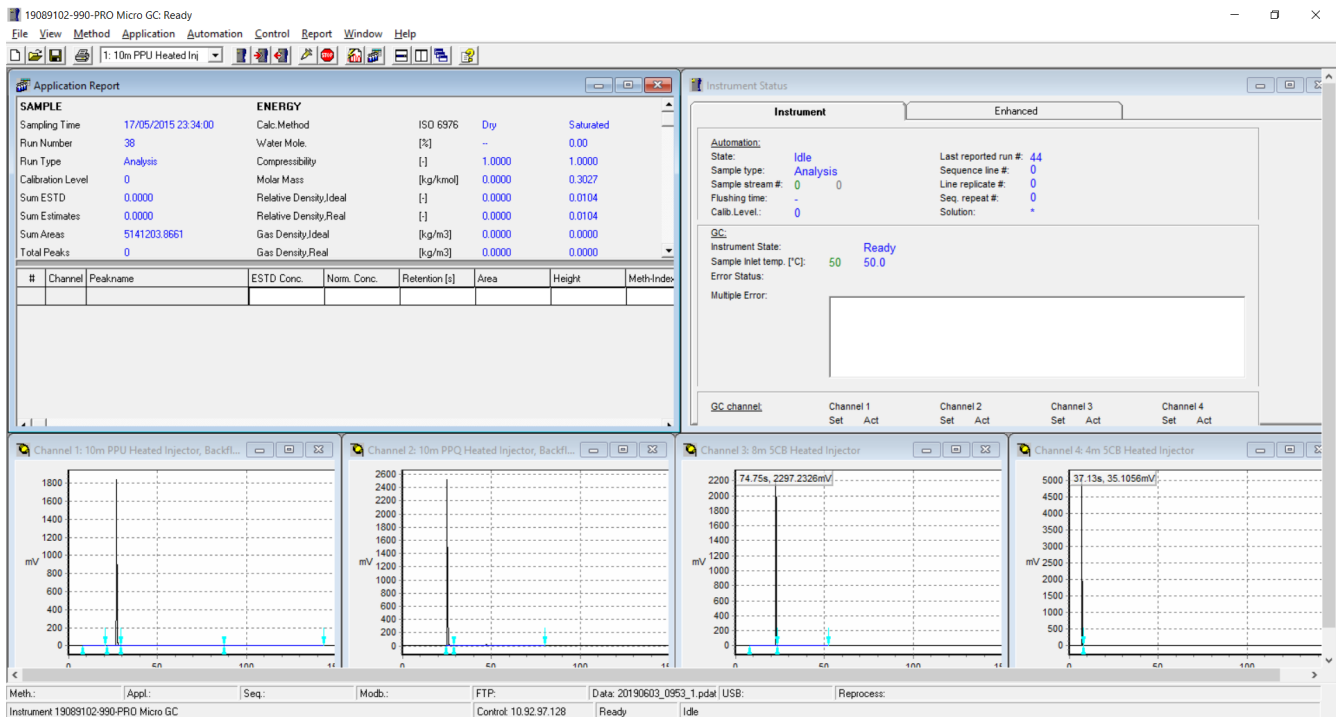 19089102-990-PRO Micro GC: Ready
File View Method Application Automation Control Report Window Help
1: 10m PPU Heated Inj
Application Report
SAMPLE ENERGY
Sampling Time 17/05/2015 23:34:00 Calc.Method ISO 6976 Dry Saturated
Run Number 38 Water Mole. [%] -- 0.00
Run Type Analysis Compressibility [-] 1.0000 1.0000
Calibration Level 0 Molar Mass [kg/kmol] 0.0000 0.3027
Sum ESTD 0.0000 Relative Density,Ideal [-] 0.0000 0.0104
Sum Estimates 0.0000 Relative Density,Real [-] 0.0000 0.0104
Sum Areas 5141203.8661 Gas Density,Ideal [kg/m3] 0.0000 0.0000
Total Peaks 0 Gas Density,Real [kg/m3] 0.0000 0.0000
# Channel Peakname ESTD Conc. Norm. Conc. Retention [s] Area Height Meth-Index
Instrument Status
Instrument Enhanced
Automation:
State: Idle Last reported run #: 44
Sample type: Analysis Sequence line #: 0
Sample stream #: 0 0 Line replicate #: 0
Flushing time: - Seq. repeat #: 0
Calib.Level.: 0 Solution: *
GC:
Instrument State: Ready
Sample Inlet temp. [°C]: 50 50.0
Error Status:
Multiple Error:
GC channel: Channel 1 Channel 2 Channel 3 Channel 4
Set Act Set Act Set Act Set Act
Channel 1: 10m PPU Heated Injector, Backfl...
1800
1600
1400
1200
mV 1000
800
600
400
200
0
0 50 100 15
Channel 2: 10m PPQ Heated Injector, Backfl...
2600
2400
2200
2000
1800
1600
1400
mV 1200
1000
800
600
400
200
0
0 50 100 15
Channel 3: 8m 5CB Heated Injector
74.75s, 2297.2326mV
2200
2000
1800
1600
1400
1200
mV 1000
800
600
400
200
0
0 50 100 15
Channel 4: 4m 5CB Heated Injector
37.13s, 35.1056mV
5000
4500
4000
3500
3000
mV 2500
2000
1500
1000
500
0
0 50 100
Meth.: Appl.: Seq.: Modb.: FTP: Data: 20190603_0953_1.pdat USB: Reprocess:
Instrument 19089102-990-PRO Micro GC Control: 10.92.97.128 Ready Idle